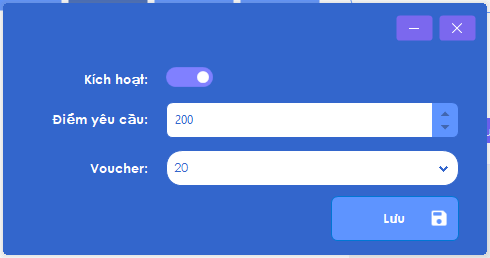 Kích hoạt:
Điểm yêu cầu:
200
Voucher:
20
Lưu